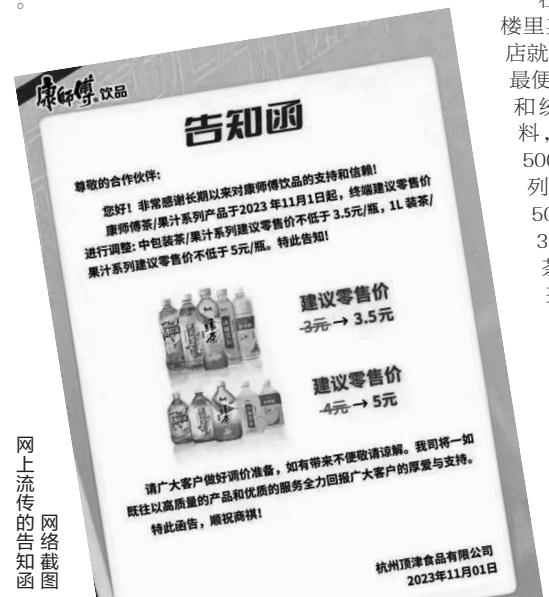 。
楼里
店就
最便
和
料，
500
列
50
3
茶
康师傅饮品
告知函
尊敬的合作伙伴:
您好！非常感谢长期以来对康师傅饮品的支持和信赖!
康师傅茶/果汁系列产品于2023 年11月1日起，终端建议零售价
进行调整: 中包装茶/果汁系列建议零售价不低于 3.5元/瓶，1L 装茶/
果汁系列建议零售价不低于 5元/瓶。特此告知!
绿茶
建议零售价
3元→ 3.5元
建议零售价
4元→ 5元
请广大客户做好调价准备，如有带来不便敬请谅解。我司将一如
既往以高质量的产品和优质的服务全力回报广大客户的厚爱与支持。
特此函告，顺祝商祺！
杭州顶津食品有限公司
2023年11月01日
网上流传的告知函
网络截图